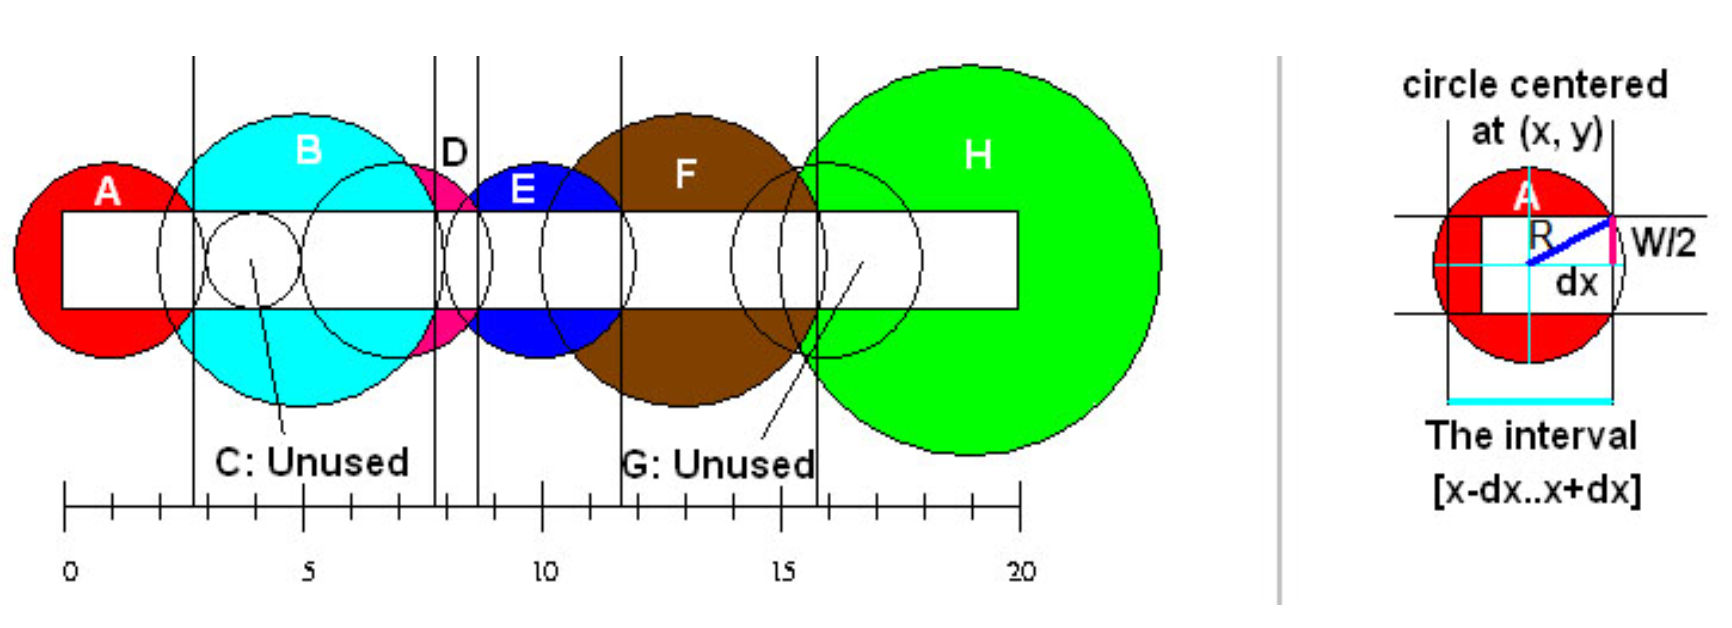 A
B
D
E
F
H
C: Unused
G: Unused
0
5
10
15
20
circle centered
at (x, y)
A
R
W/2
dx
The interval
[x-dx..x+dx]